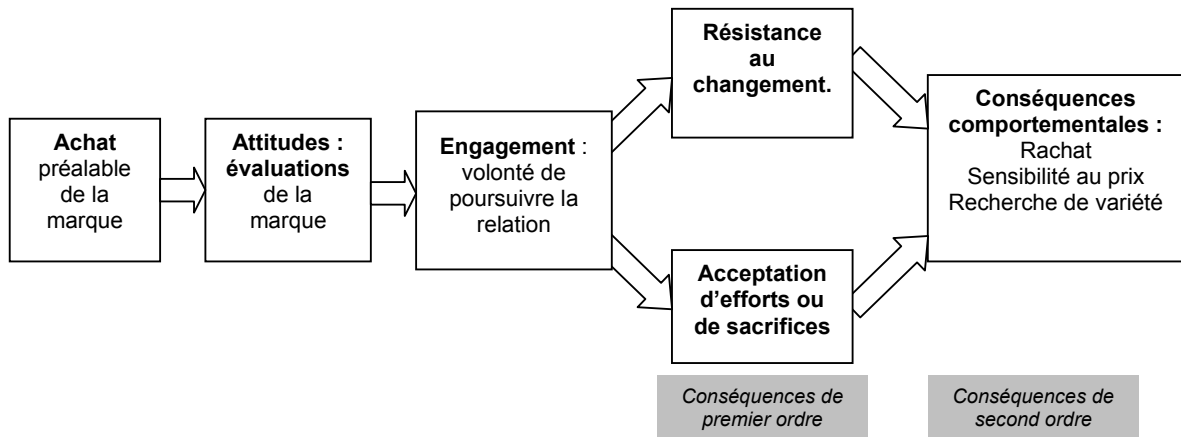 Achat
préalable
de la
marque
Attitudes :
évaluations
de la
marque
Engagement :
volonté de
poursuivre la
relation
Résistance
au
changement.
Acceptation
d’efforts ou
de sacrifices
Conséquences
comportementales :
Rachat
Sensibilité au prix
Recherche de variété
Conséquences de
premier ordre
Conséquences de
second ordre